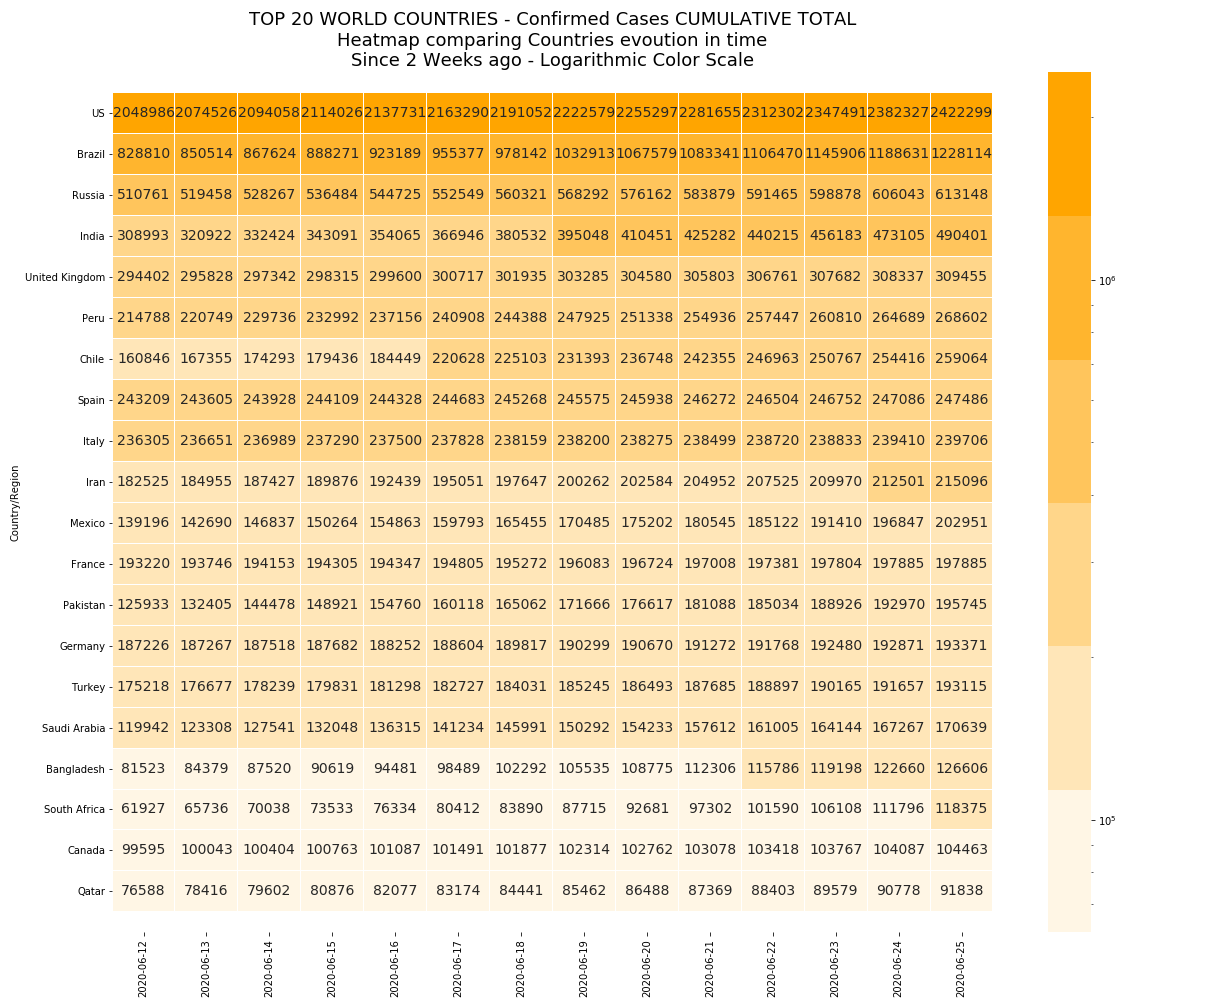 TOP 20 WORLD COUNTRIES - Confirmed Cases CUMULATIVE TOTAL
Heatmap comparing Countries evoution in time
Since 2 Weeks ago - Logarithmic Color Scale
US 2048986 2074526 2094058 2114026 2137731 2163290 2191052 2222579 2255297 2281655 2312302 2347491 2382327 2422299
Brazil 828810 850514 867624 888271 923189 955377 978142 1032913 1067579 1083341 1106470 1145906 1188631 1228114
Russia 510761 519458 528267 536484 544725 552549 560321 568292 576162 583879 591465 598878 606043 613148
India 308993 320922 332424 343091 354065 366946 380532 395048 410451 425282 440215 456183 473105 490401
United Kingdom 294402 295828 297342 298315 299600 300717 301935 303285 304580 305803 306761 307682 308337 309455
Peru 214788 220749 229736 232992 237156 240908 244388 247925 251338 254936 257447 260810 264689 268602
Chile 160846 167355 174293 179436 184449 220628 225103 231393 236748 242355 246963 250767 254416 259064
Spain 243209 243605 243928 244109 244328 244683 245268 245575 245938 246272 246504 246752 247086 247486
Italy 236305 236651 236989 237290 237500 237828 238159 238200 238275 238499 238720 238833 239410 239706
Iran 182525 184955 187427 189876 192439 195051 197647 200262 202584 204952 207525 209970 212501 215096
Mexico 139196 142690 146837 150264 154863 159793 165455 170485 175202 180545 185122 191410 196847 202951
France 193220 193746 194153 194305 194347 194805 195272 196083 196724 197008 197381 197804 197885 197885
Pakistan 125933 132405 144478 148921 154760 160118 165062 171666 176617 181088 185034 188926 192970 195745
Germany 187226 187267 187518 187682 188252 188604 189817 190299 190670 191272 191768 192480 192871 193371
Turkey 175218 176677 178239 179831 181298 182727 184031 185245 186493 187685 188897 190165 191657 193115
Saudi Arabia 119942 123308 127541 132048 136315 141234 145991 150292 154233 157612 161005 164144 167267 170639
Bangladesh 81523 84379 87520 90619 94481 98489 102292 105535 108775 112306 115786 119198 122660 126606
South Africa 61927 65736 70038 73533 76334 80412 83890 87715 92681 97302 101590 106108 111796 118375
Canada 99595 100043 100404 100763 101087 101491 101877 102314 102762 103078 103418 103767 104087 104463
Qatar 76588 78416 79602 80876 82077 83174 84441 85462 86488 87369 88403 89579 90778 91838
2020-06-12 2020-06-13 2020-06-14 2020-06-15 2020-06-16 2020-06-17 2020-06-18 2020-06-19 2020-06-20 2020-06-21 2020-06-22 2020-06-23 2020-06-24 2020-06-25
Country/Region
10⁶
10⁵